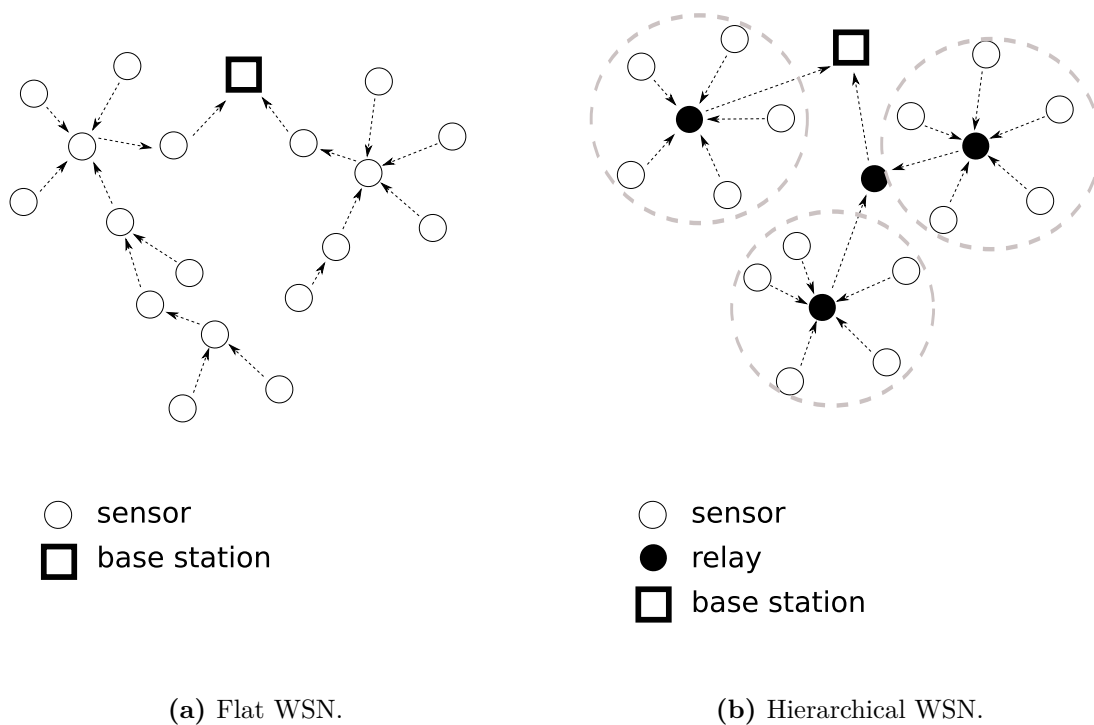 sensor
base station
sensor
relay
base station
(a) Flat WSN.
(b) Hierarchical WSN.